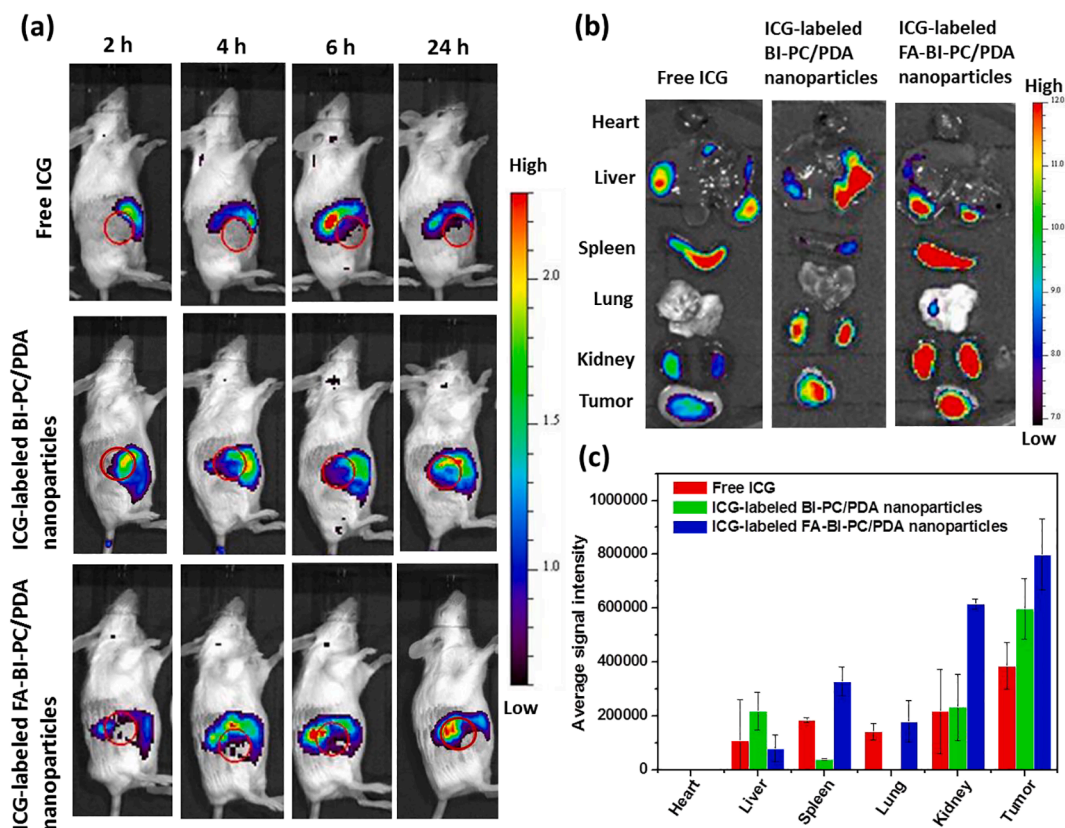 (a)
2 h
4 h
6 h
24 h
Free ICG
ICG-labeled BI-PC/PDA
nanoparticles
ICG-labeled FA-BI-PC/PDA
nanoparticles
High
2.0
1.5
1.0
Low
(b)
Free ICG
ICG-labeled
BI-PC/PDA
nanoparticles
ICG-labeled
FA-BI-PC/PDA
nanoparticles
Heart
Liver
Spleen
Lung
Kidney
Tumor
High
12.0
11.0
10.0
9.0
8.0
7.0
Low
(c)
Free ICG
ICG-labeled BI-PC/PDA nanoparticles
ICG-labeled FA-BI-PC/PDA nanoparticles
Average signal intensity
1000000
800000
600000
400000
200000
0
Heart
Liver
Spleen
Lung
Kidney
Tumor